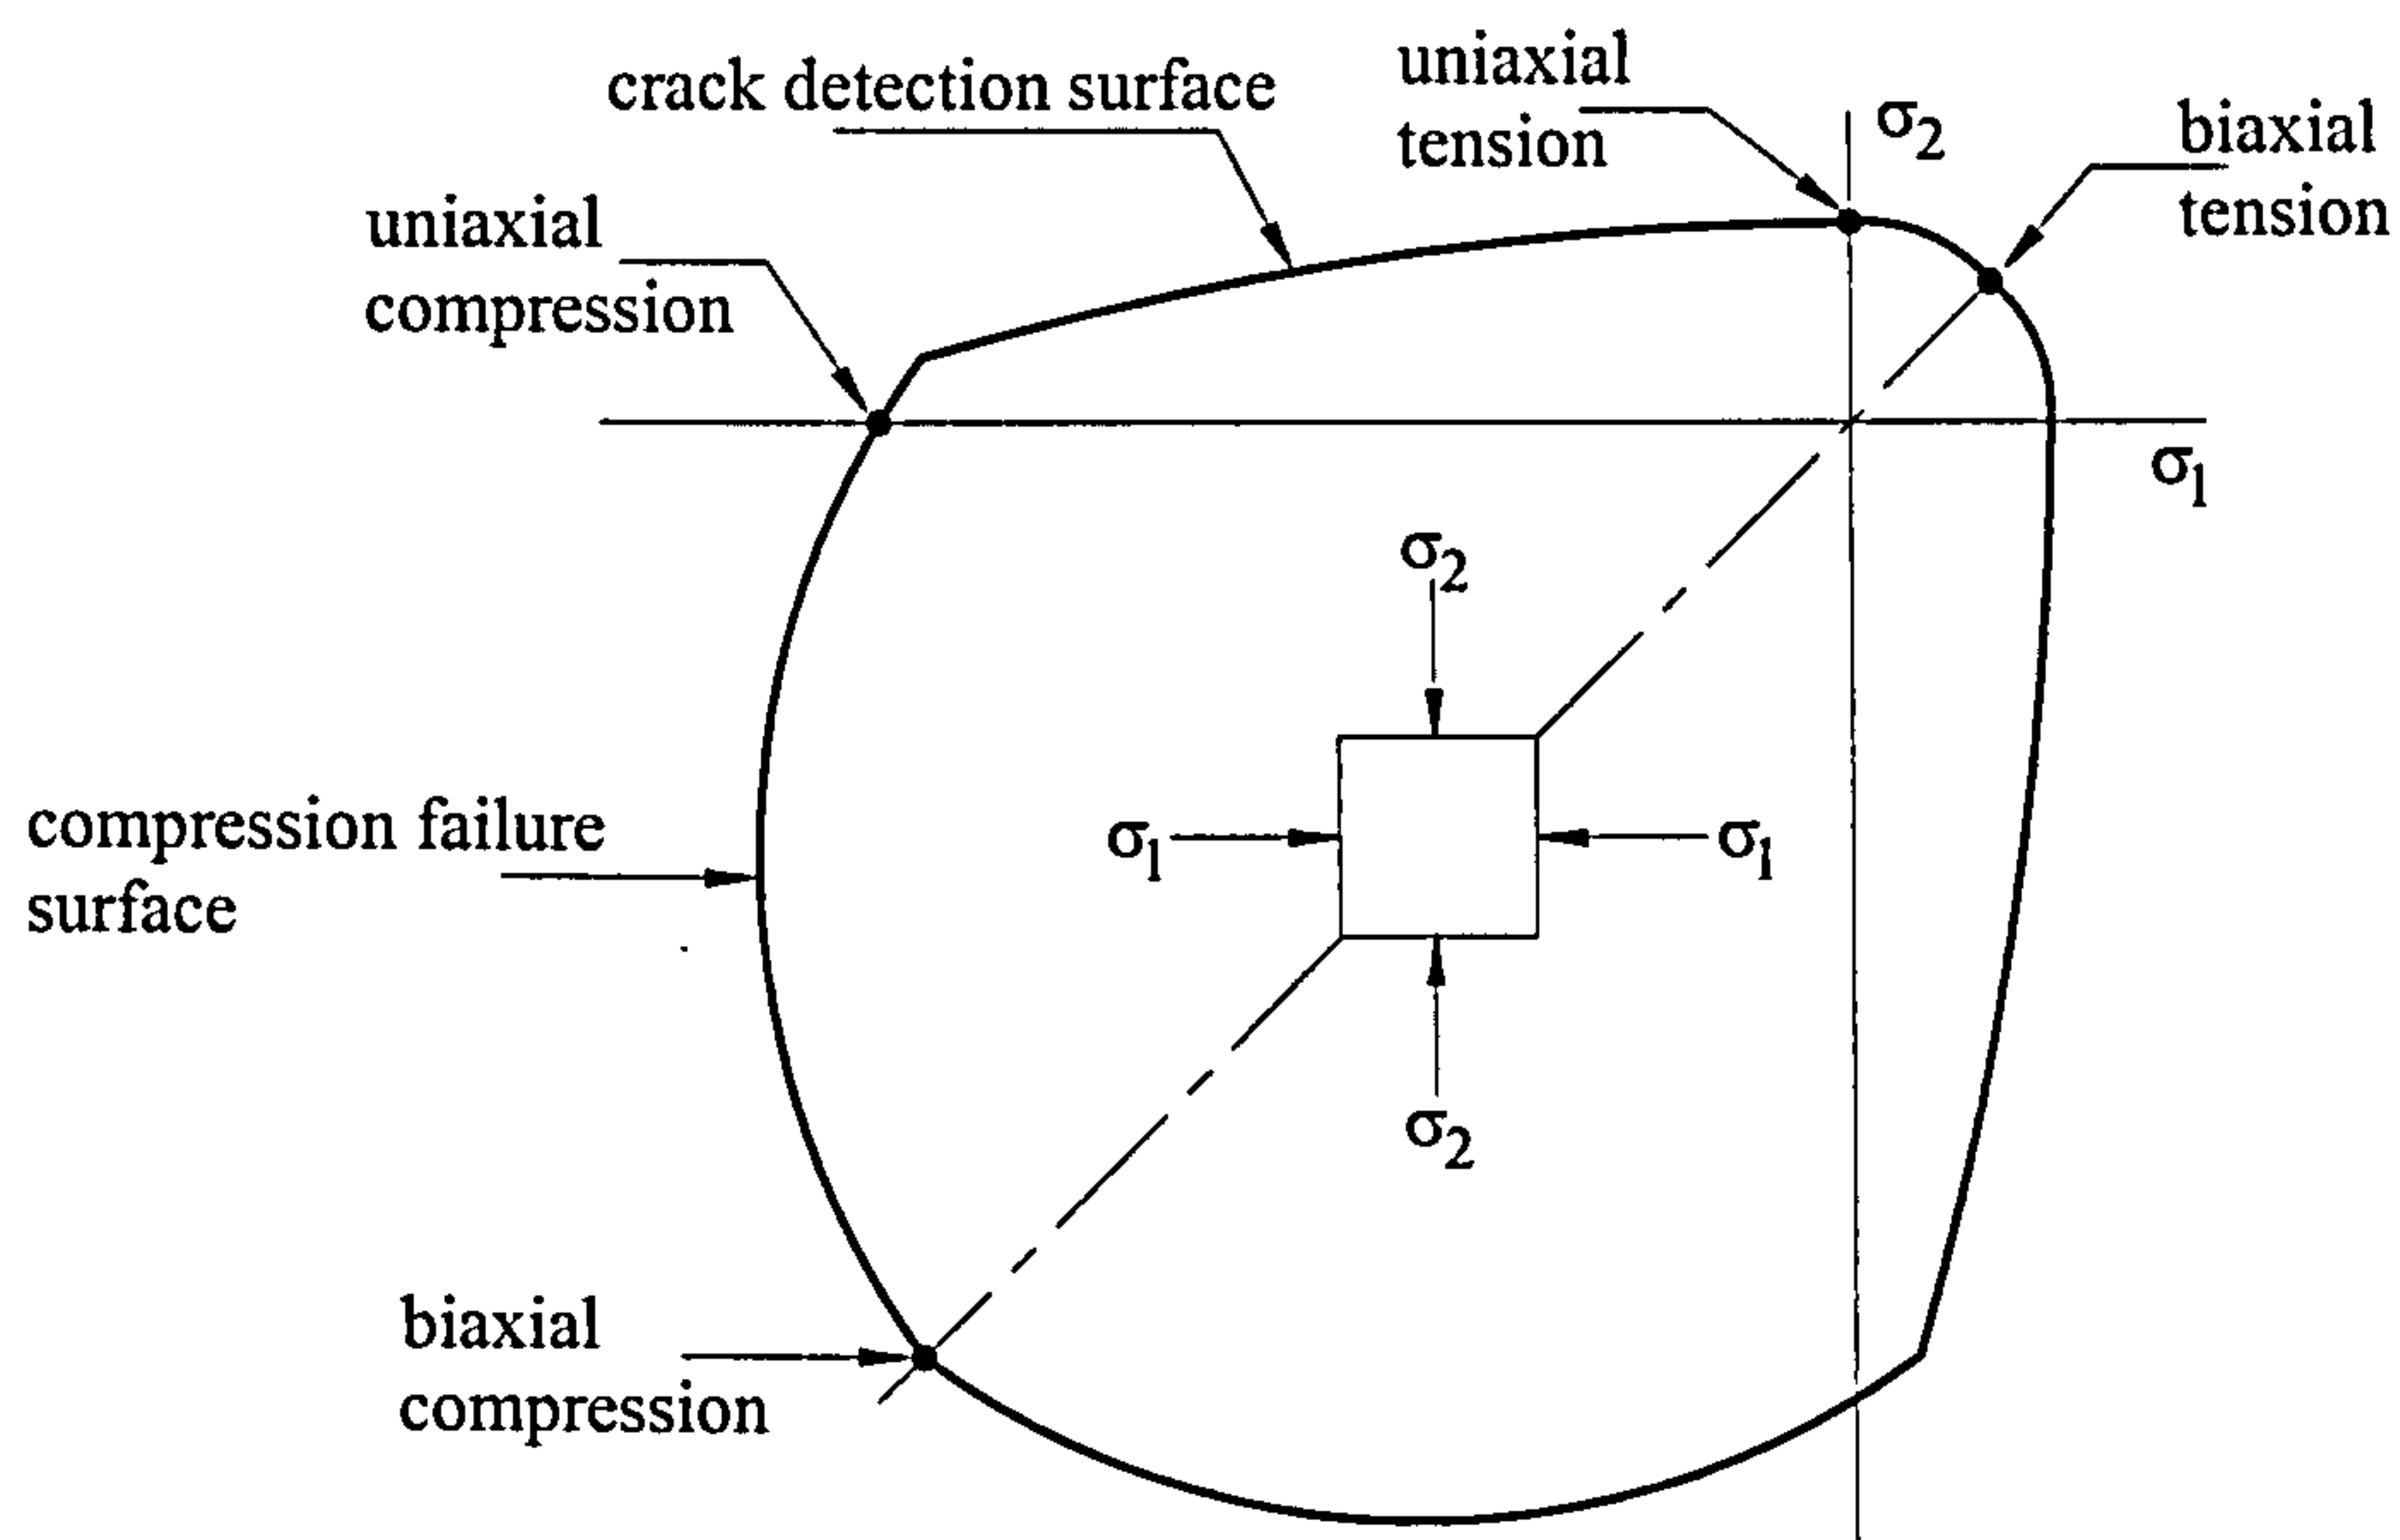 crack detection surface
uniaxial
tension
σ2
biaxial
tension
uniaxial
compression
σ1
σ2
compression failure
surface
σ1
σ1
σ2
biaxial
compression